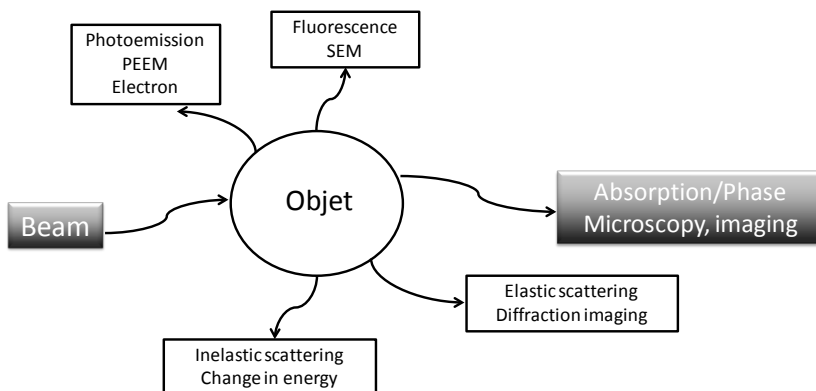 Photoemission
PEEM
Electron
Fluorescence
SEM
Beam
Objet
Absorption/Phase
Microscopy, imaging
Elastic scattering
Diffraction imaging
Inelastic scattering
Change in energy